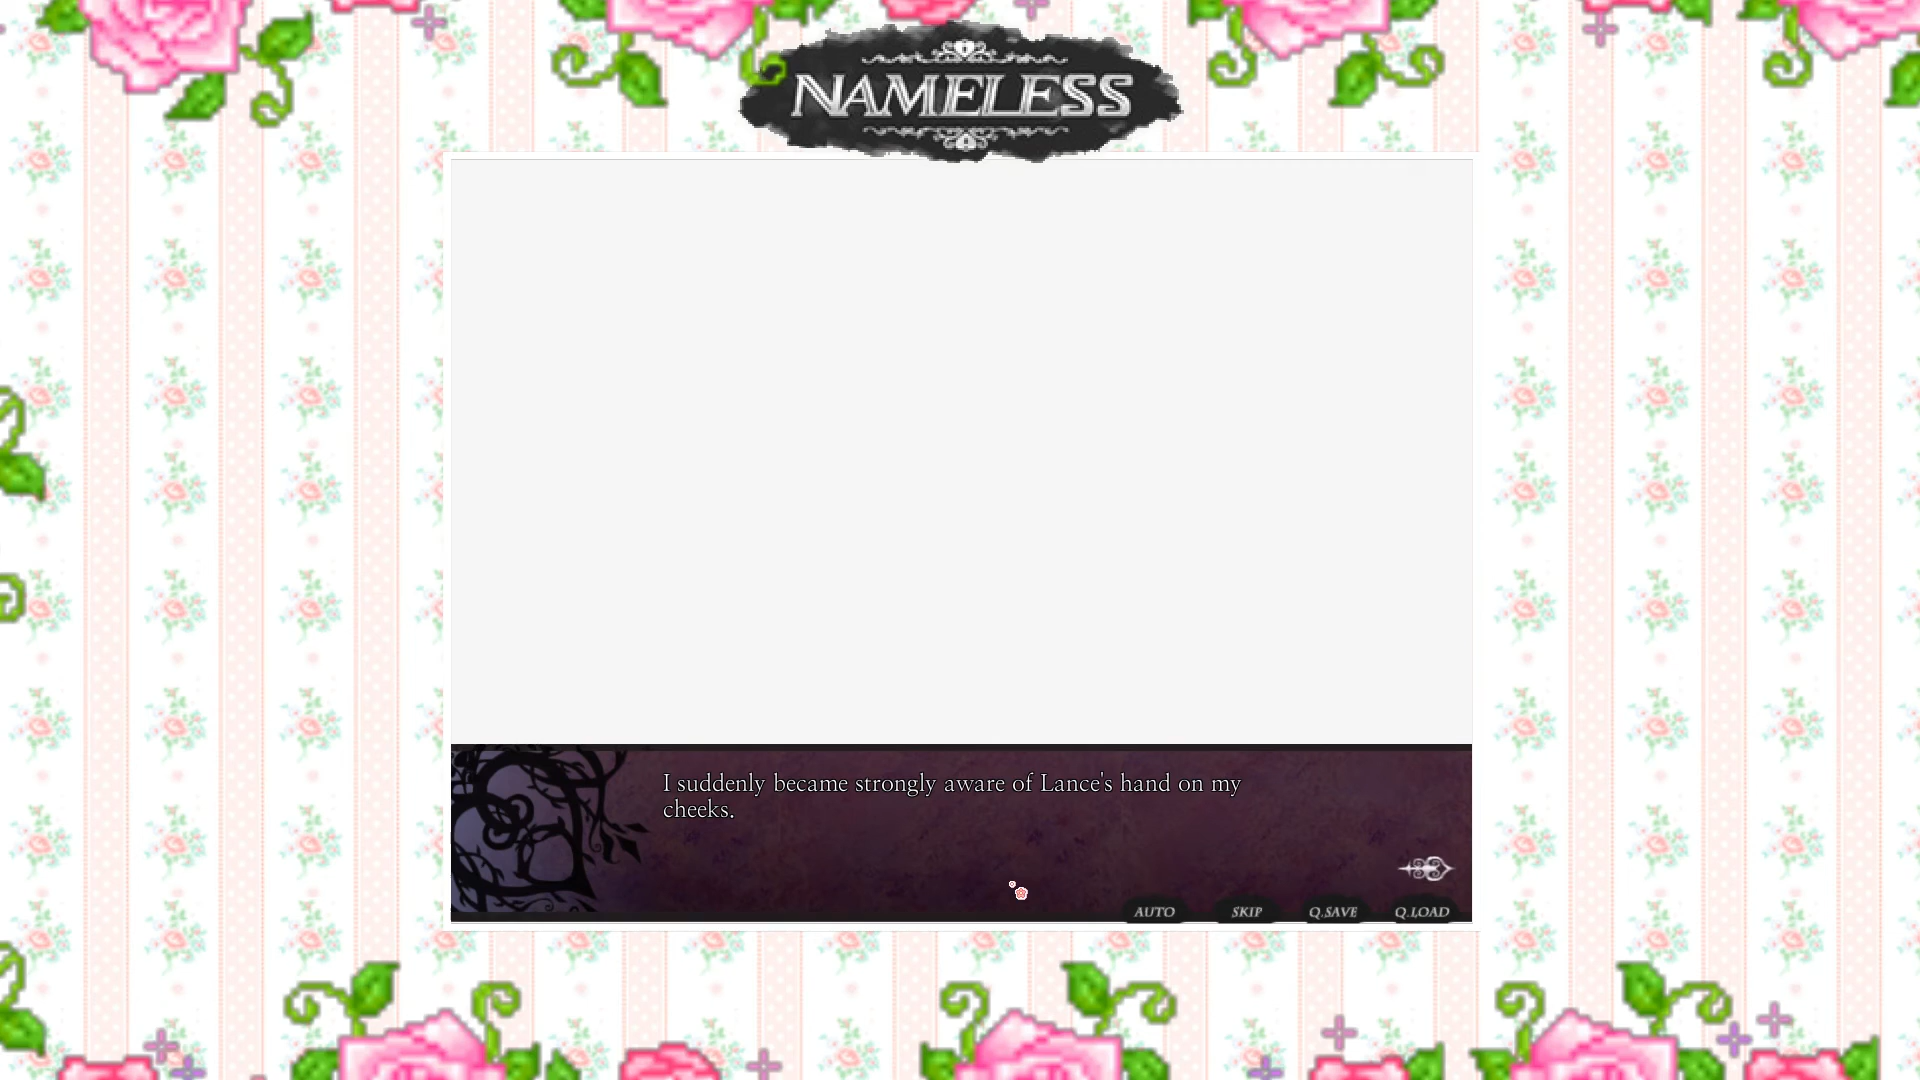 NAMELESS
I suddenly became strongly aware of Lance's hand on my
cheeks.
AUTO SKIP Q.SAVE Q.LOAD